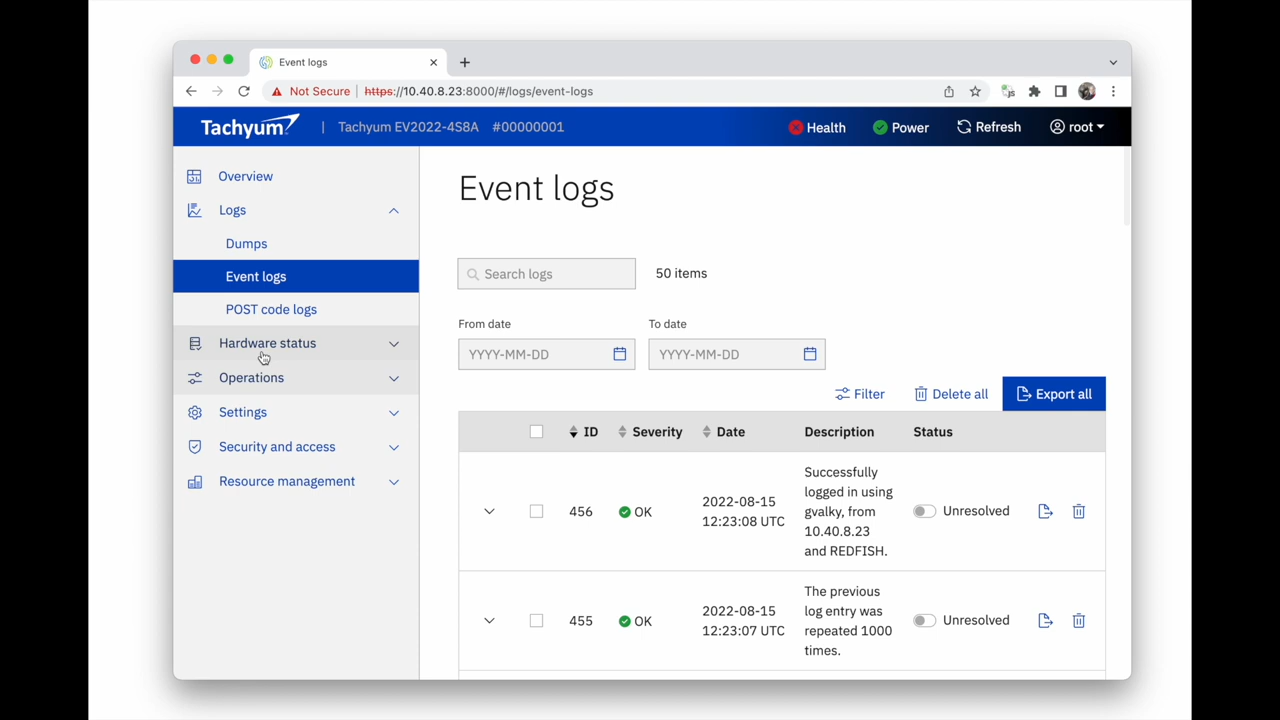 Event logs
Not Secure https://10.40.8.23:8000/#/logs/event-logs
Tachyum | Tachyum EV2022-4S8A #00000001 Health Power Refresh root
Overview
Logs
Dumps
Event logs
POST code logs
Hardware status
Operations
Settings
Security and access
Resource management
Event logs
Search logs 50 items
From date To date
YYYY-MM-DD YYYY-MM-DD
Filter Delete all Export all
ID Severity Date Description Status
456 OK 2022-08-15 12:23:08 UTC
Successfully
logged in using
gvalky, from
10.40.8.23
and REDFISH.
Unresolved
455 OK 2022-08-15 12:23:07 UTC
The previous
log entry was
repeated 1000
times.
Unresolved